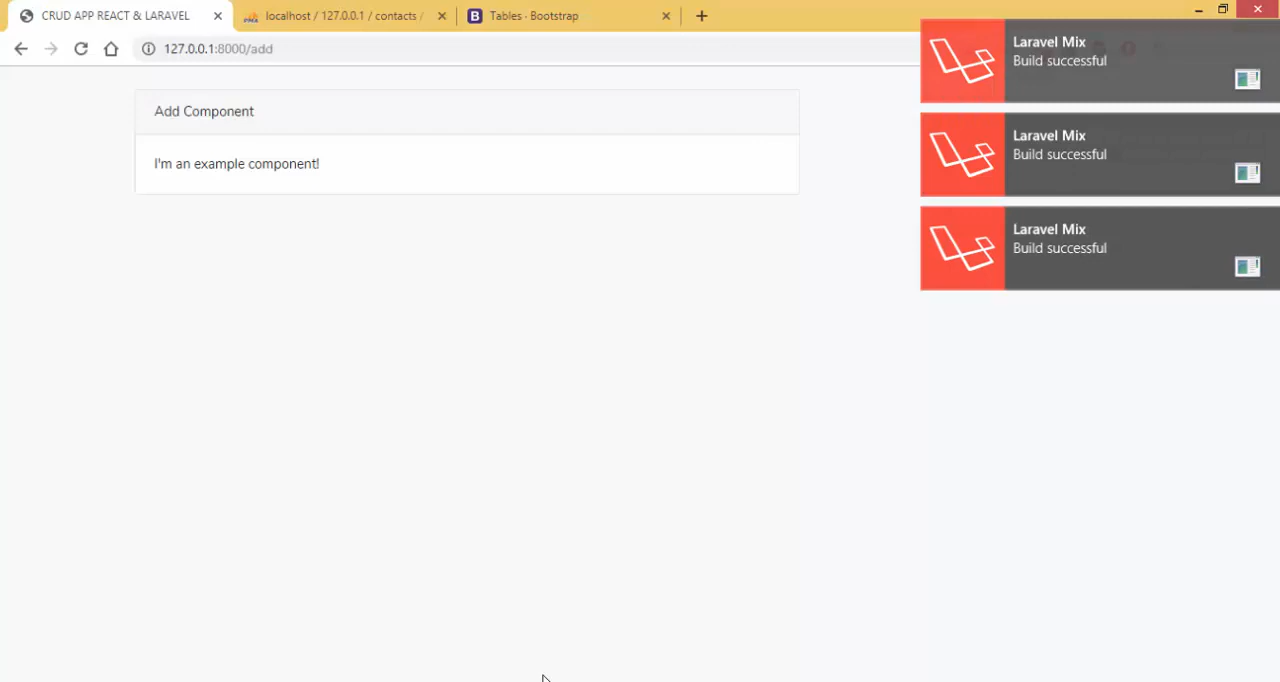 CRUD APP REACT & LARAVEL
localhost / 127.0.0.1 / contacts /
B Tables · Bootstrap
127.0.0.1:8000/add
Add Component
I'm an example component!
Laravel Mix
Build successful
Laravel Mix
Build successful
Laravel Mix
Build successful